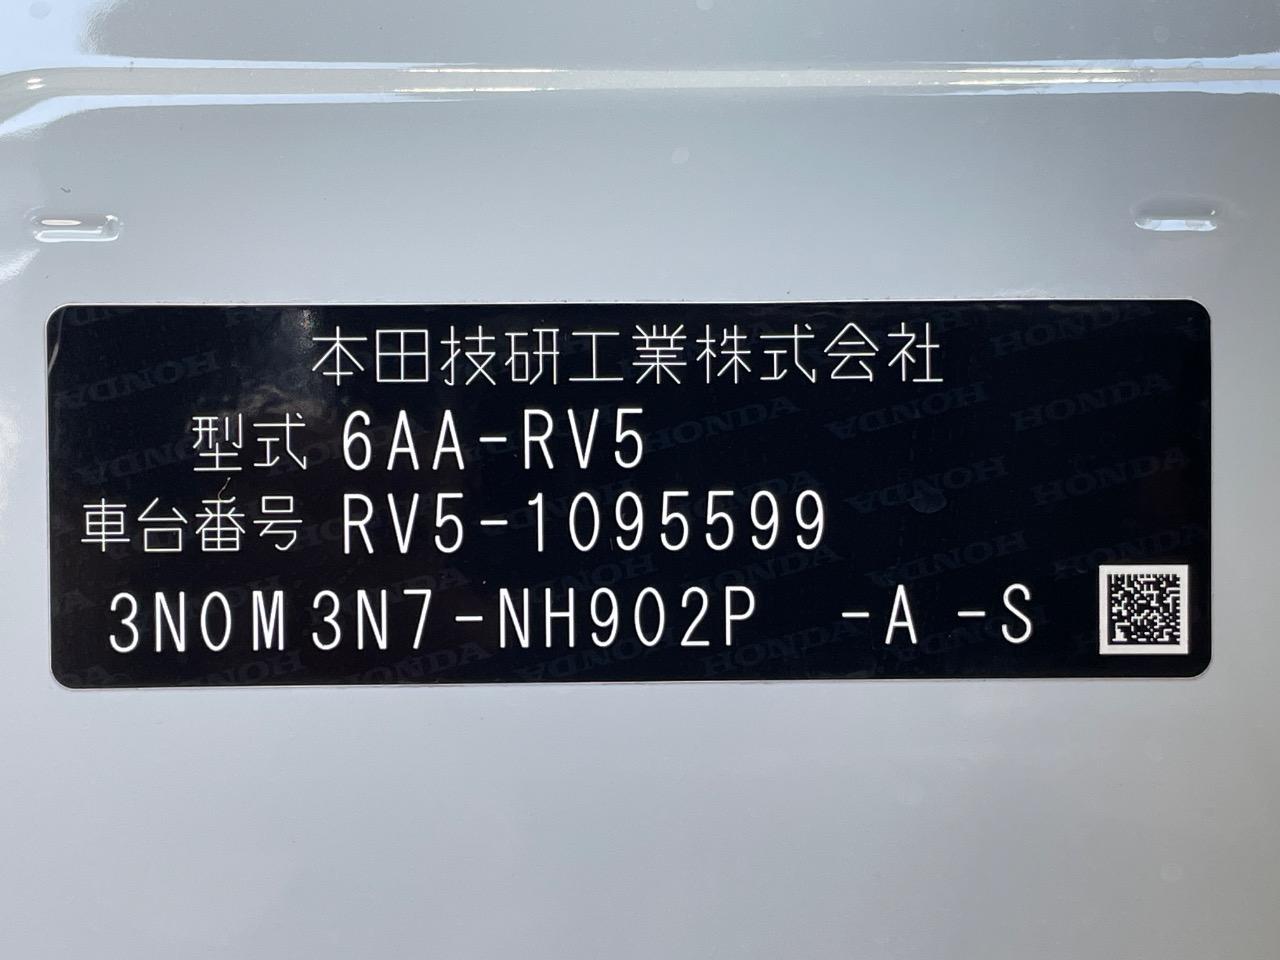 本田技研工業株式会社
型式 6AA-RV5
車台番号 RV5-1095599
3N0M3N7-NH902P -A -S